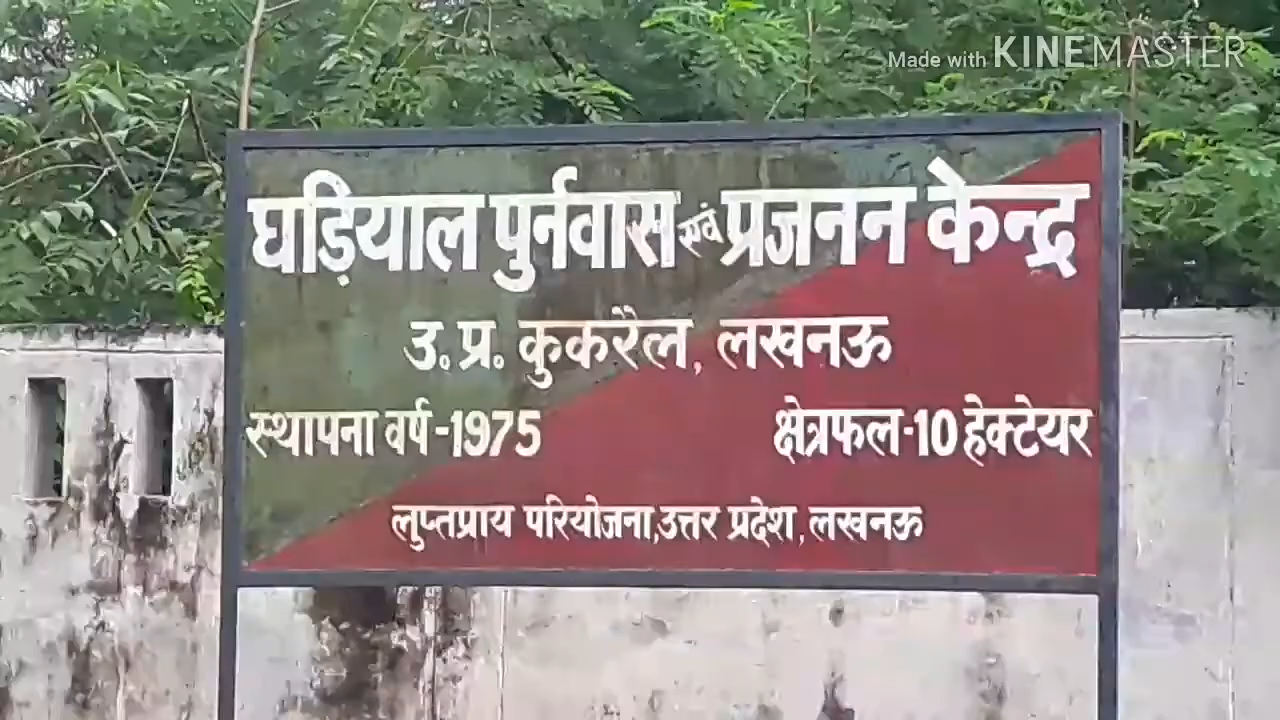 Made with KINEMASTER
घड़ियाल पुर्नवास एवं प्रजनन केन्द्र
उ. प्र. कुकरैल, लखनऊ
स्थापना वर्ष-1975 क्षेत्रफल-10 हेक्टेयर
लुप्तप्राय परियोजना,उत्तर प्रदेश, लखनऊ